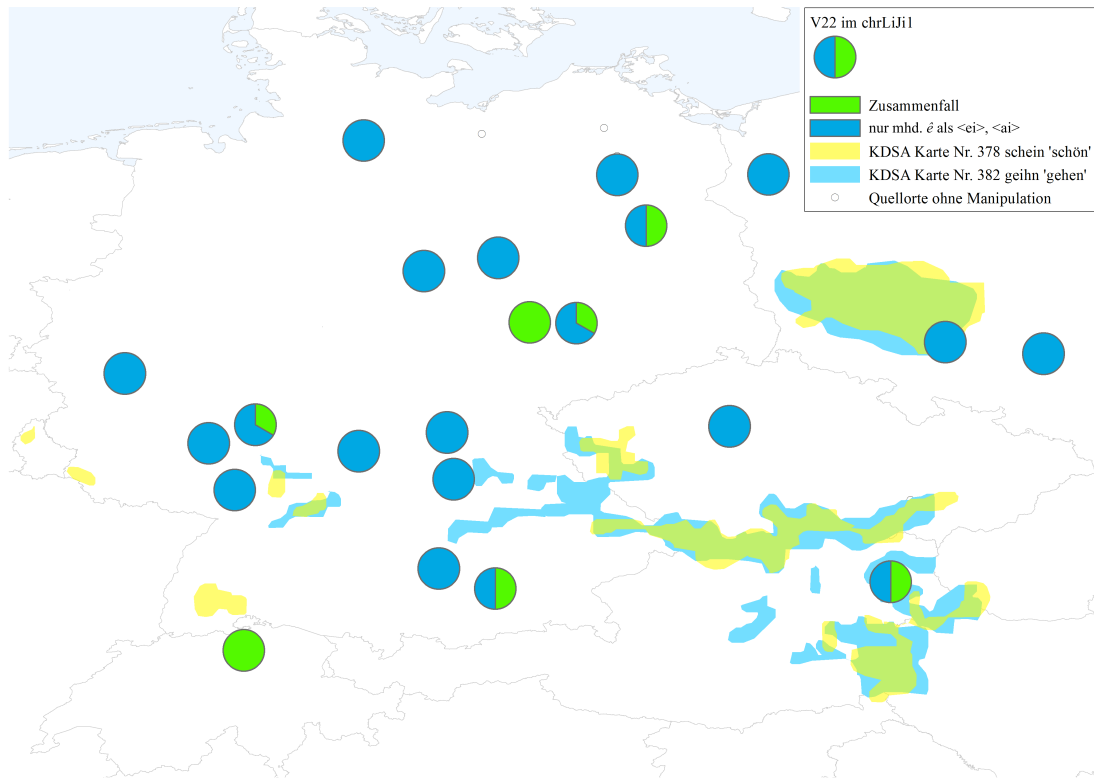 V22 im chrLiJi1
Zusammenfall
nur mhd. ê als <ei>, <ai>
KDSA Karte Nr. 378 schein 'schön'
KDSA Karte Nr. 382 geihn 'gehen'
Quellorte ohne Manipulation